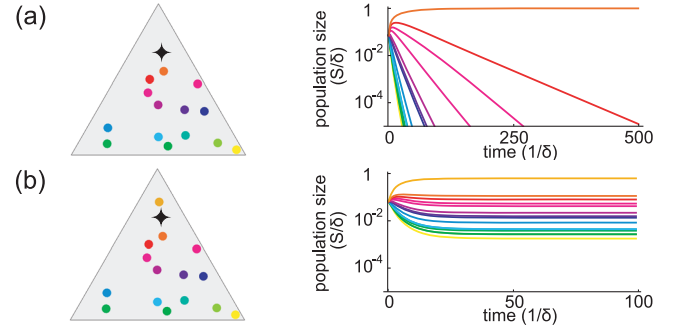 (a)
population size
(S/δ)
1
10⁻²
10⁻⁴
0
250
500
time (1/δ)
(b)
population size
(S/δ)
1
10⁻²
10⁻⁴
0
50
100
time (1/δ)